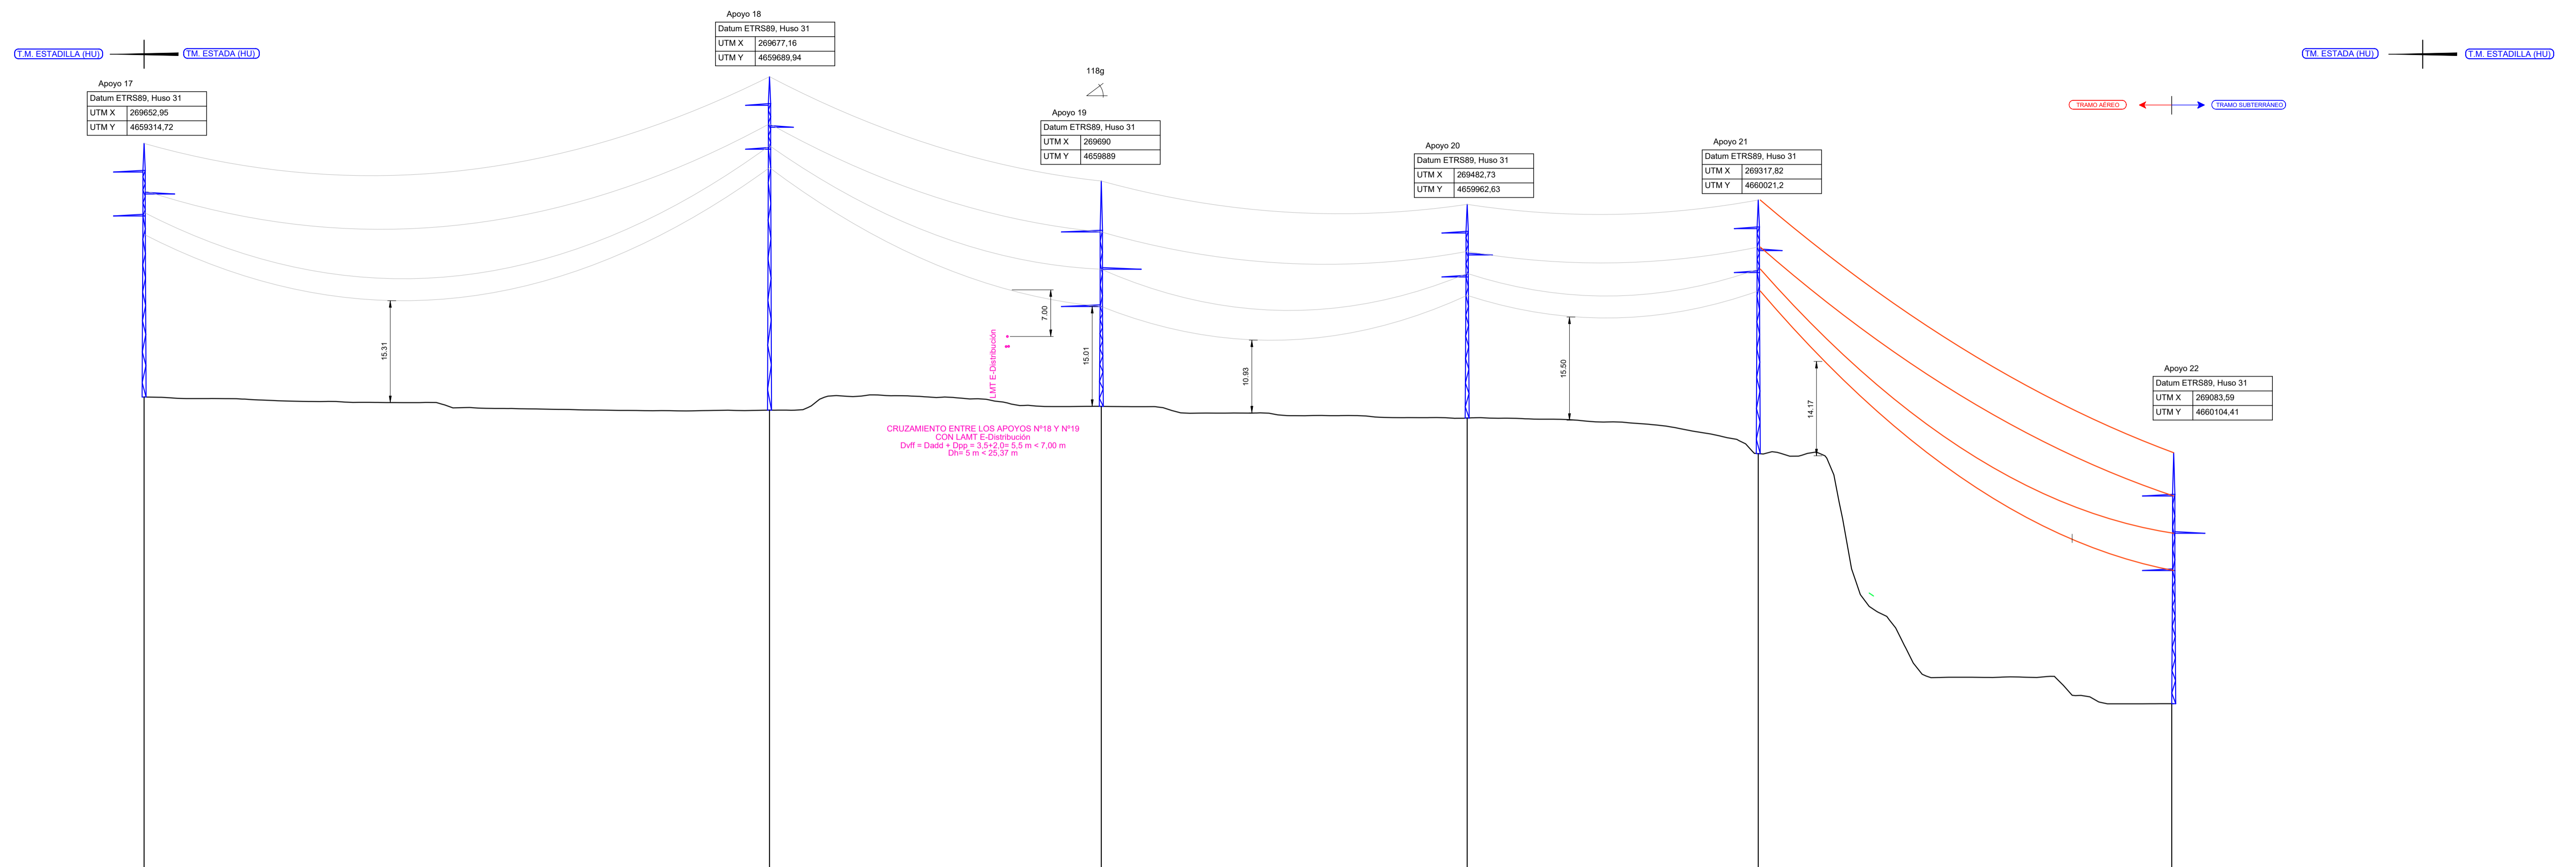 T.M. ESTADILLA (HU)
TM. ESTADA (HU)
Apoyo 17
Datum ETRS89, Huso 31
UTM X 269652,95
UTM Y 4659314,72
Apoyo 18
Datum ETRS89, Huso 31
UTM X 269677,16
UTM Y 4659689,94
118g
Apoyo 19
Datum ETRS89, Huso 31
UTM X 269690
UTM Y 4659889
Apoyo 20
Datum ETRS89, Huso 31
UTM X 269482,73
UTM Y 4659962,63
Apoyo 21
Datum ETRS89, Huso 31
UTM X 269317,82
UTM Y 4660021,2
TM. ESTADA (HU)
T.M. ESTADILLA (HU)
TRAMO AÉREO
TRAMO SUBTERRÁNEO
Apoyo 22
Datum ETRS89, Huso 31
UTM X 269083,59
UTM Y 4660104,41
15.31
LMT E-Distribución
7.00
15.01
10.93
15.50
14.17
CRUZAMIENTO ENTRE LOS APOYOS Nº18 Y Nº19
CON LAMT E-Distribución
Dvff = Dadd + Dpp = 3,5+2,0= 5,5 m < 7,00 m
Dh= 5 m < 25,37 m